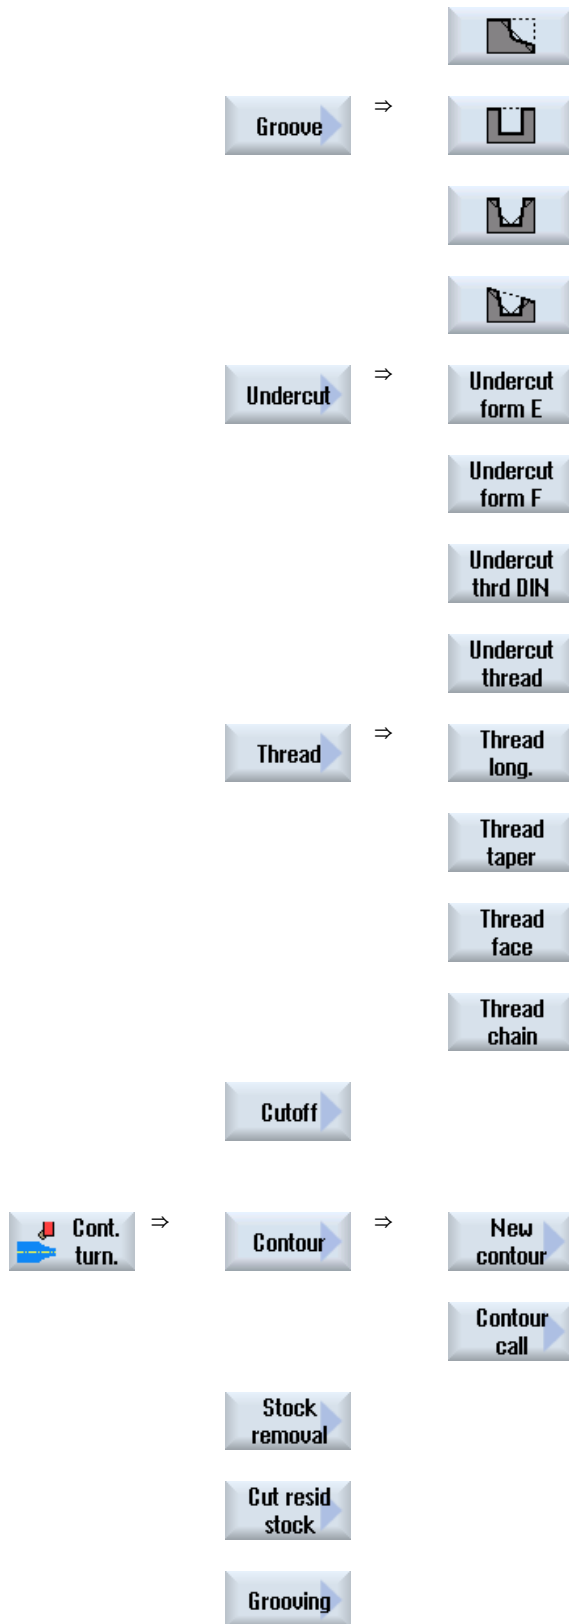 Groove
⇒
Undercut
⇒
Undercut
form E
Undercut
form F
Undercut
thrd DIN
Undercut
thread
Thread
⇒
Thread
long.
Thread
taper
Thread
face
Thread
chain
Cutoff
Cont.
turn.
⇒
Contour
⇒
New
contour
Contour
call
Stock
removal
Cut resid
stock
Grooving